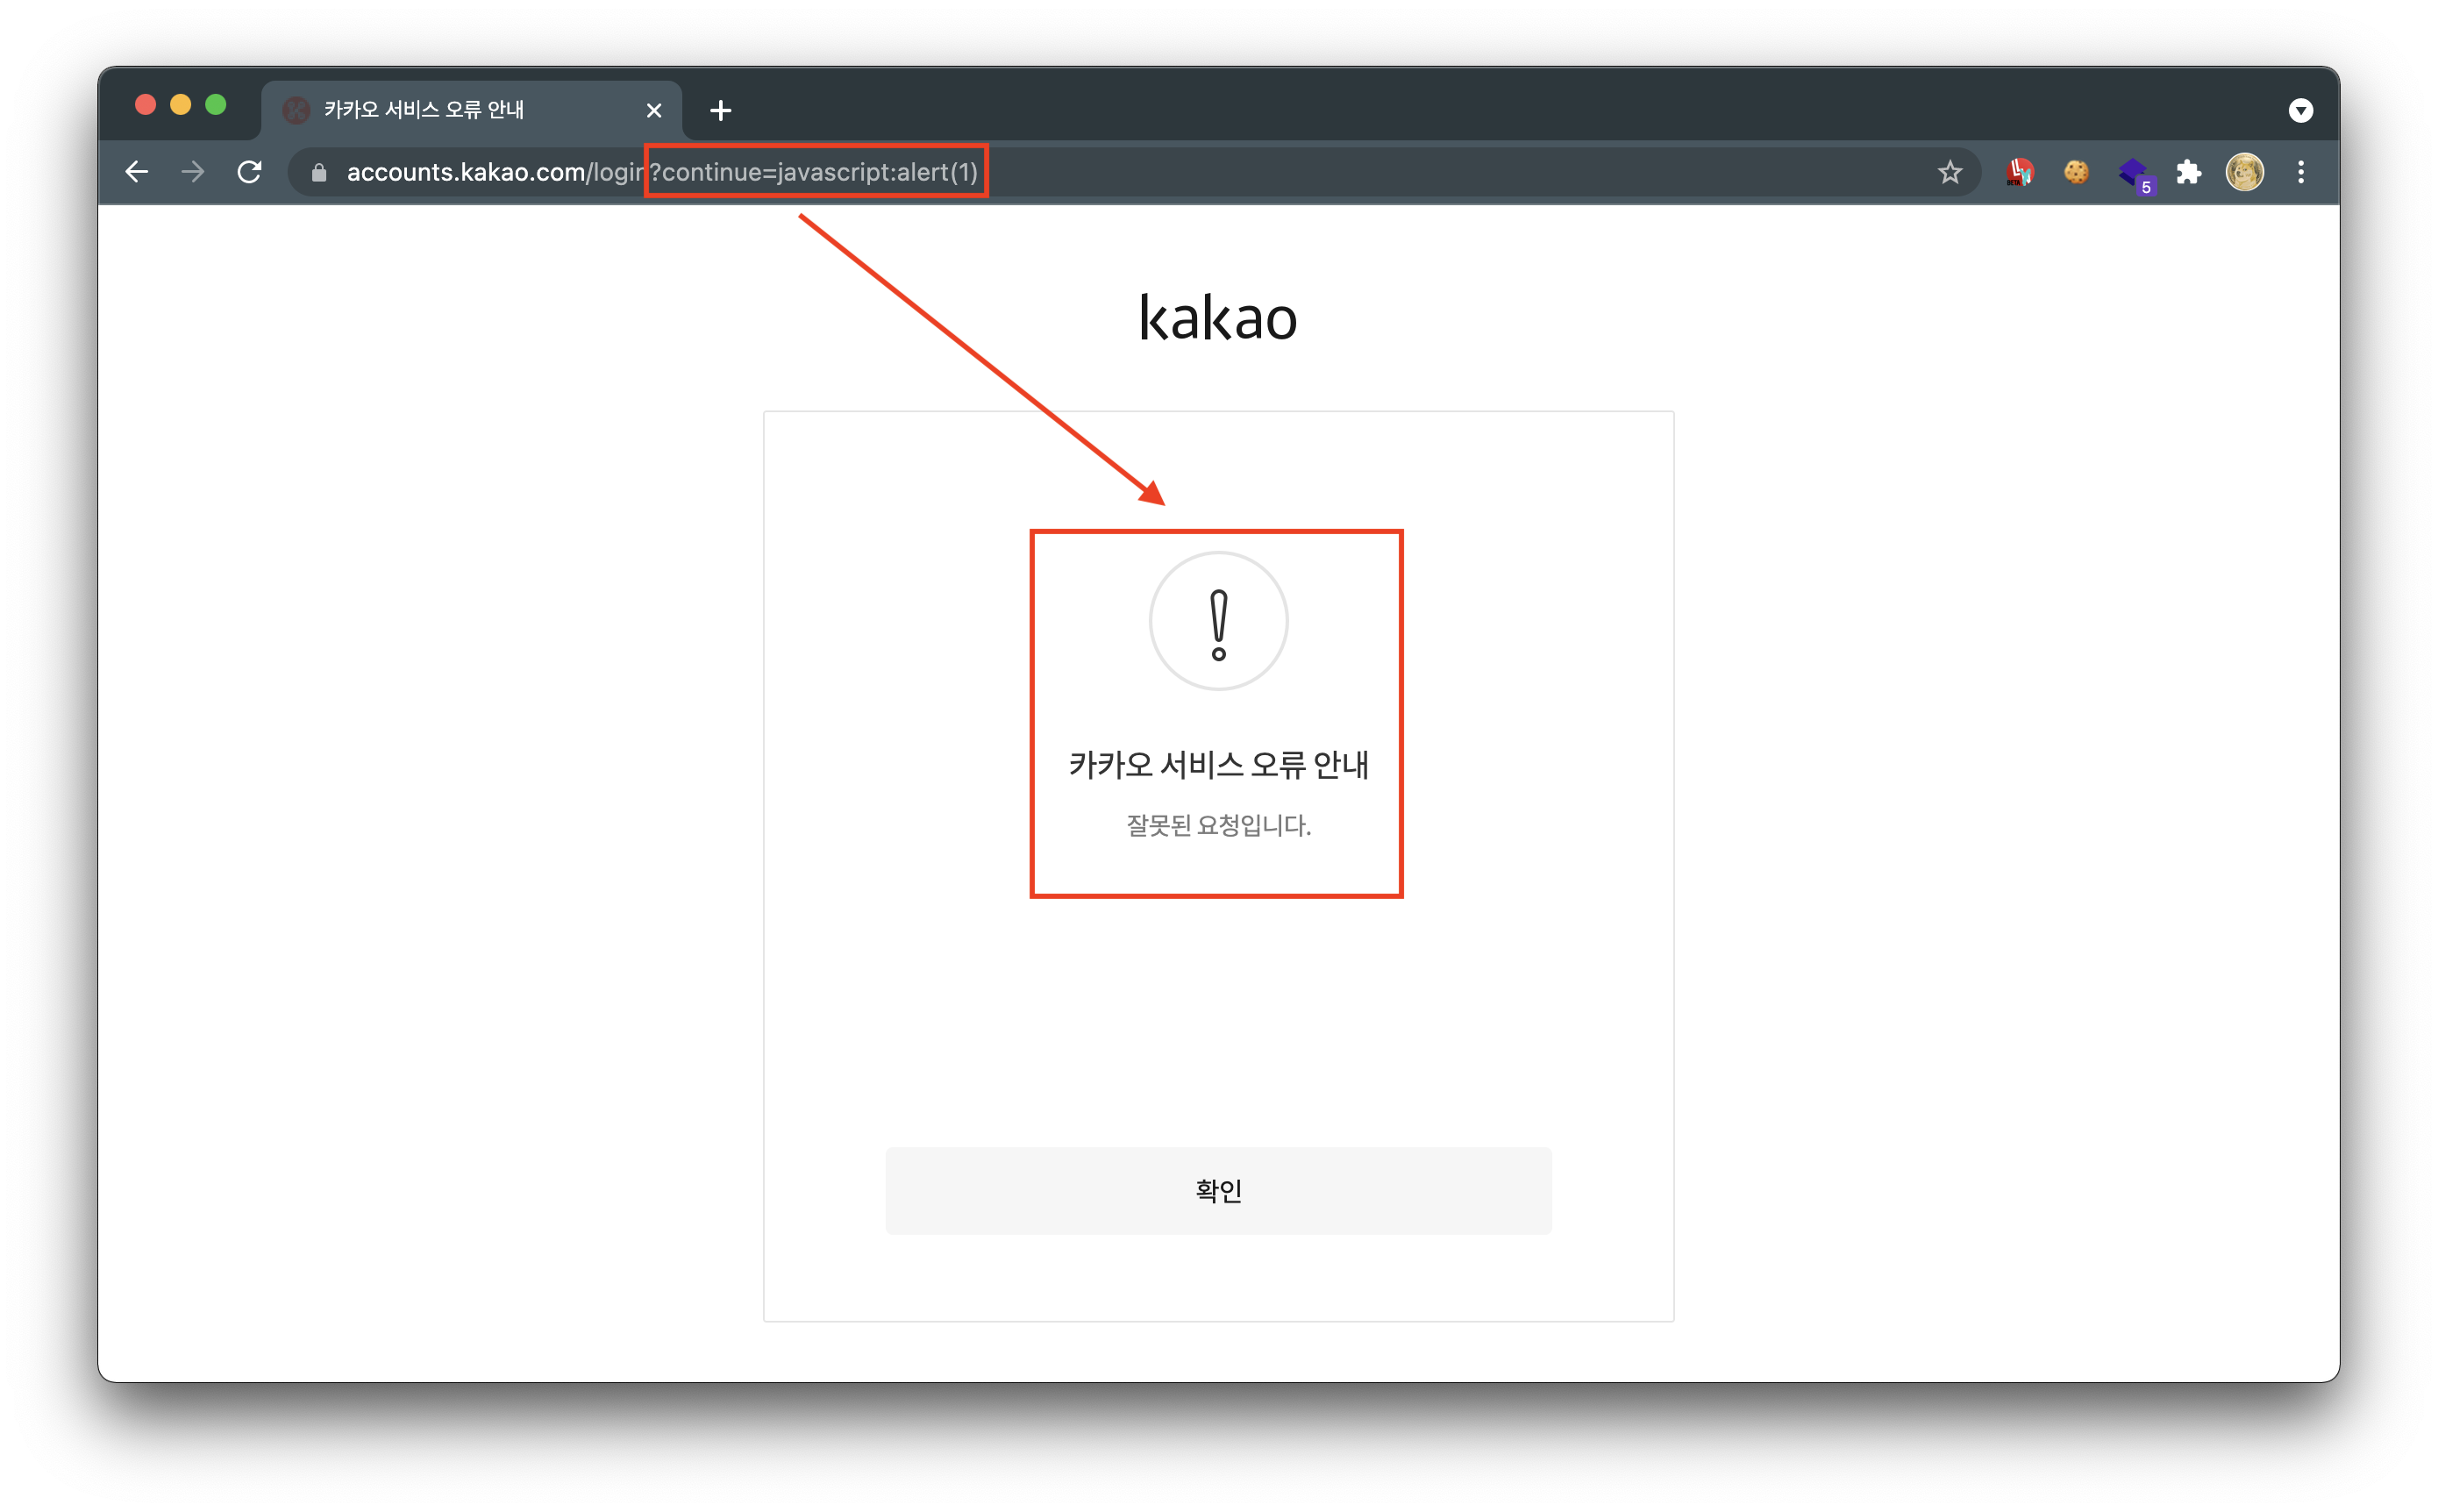 카카오 서비스 오류 안내
accounts.kakao.com/login?continue=javascript:alert(1)
BETA
5
kakao
카카오 서비스 오류 안내
잘못된 요청입니다.
확인